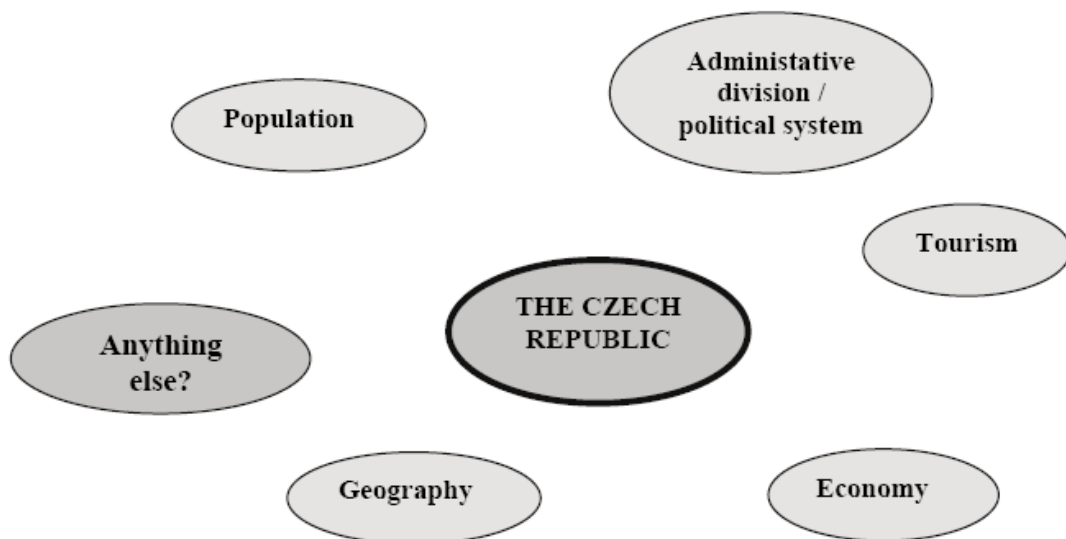 Administative
division /
political system
Population
Tourism
THE CZECH
REPUBLIC
Anything
else?
Geography
Economy